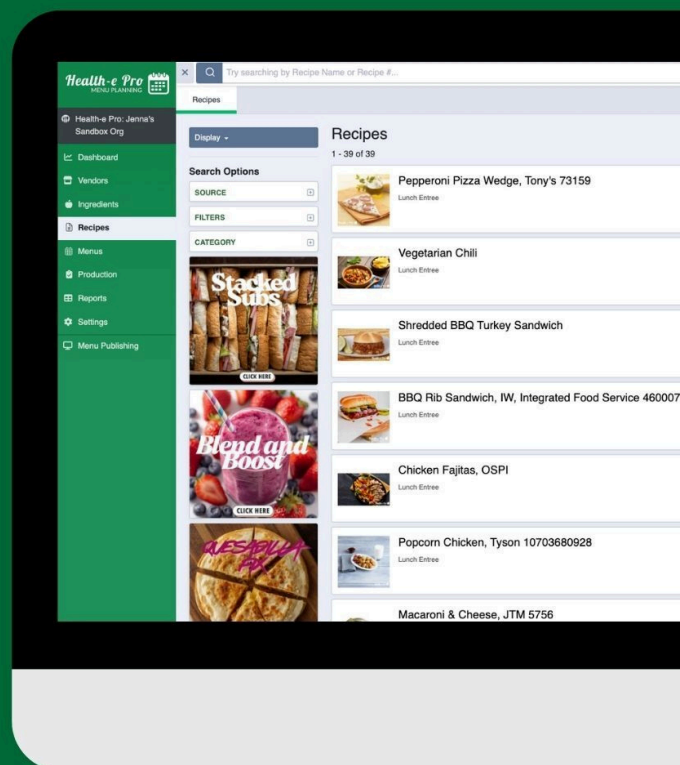 Health-e Pro
MENU PLANNING
Health-e Pro: Jenna's
Sandbox Org
Dashboard
Vendors
Ingredients
Recipes
Menus
Production
Reports
Settings
Menu Publishing
Try searching by Recipe Name or Recipe #...
Recipes
Display
Search Options
SOURCE
FILTERS
CATEGORY
Stacked
Subs
CLICK HERE
Blend and
Boost
CLICK HERE
QUESADILLA
FIX
Recipes
1 - 39 of 39
Pepperoni Pizza Wedge, Tony's 73159
Lunch Entree
Vegetarian Chili
Lunch Entree
Shredded BBQ Turkey Sandwich
Lunch Entree
BBQ Rib Sandwich, IW, Integrated Food Service 460007
Lunch Entree
Chicken Fajitas, OSPI
Lunch Entree
Popcorn Chicken, Tyson 10703680928
Lunch Entree
Macaroni & Cheese, JTM 5756